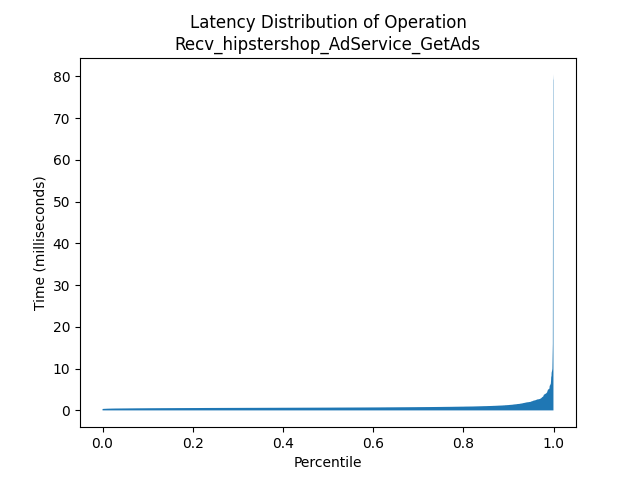 Latency Distribution of Operation
Recv_hipstershop_AdService_GetAds
80
70
60
50
40
30
20
10
0
Time (milliseconds)
0.0 0.2 0.4 0.6 0.8 1.0
Percentile